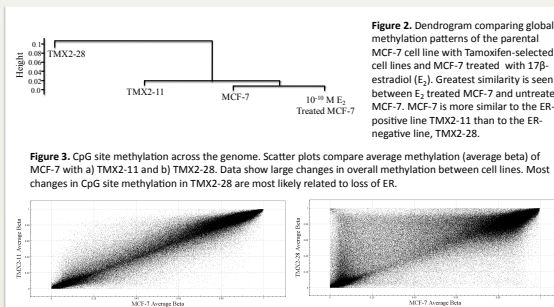 Figure 2. Dendrogram comparing global
methylation patterns of the parental
MCF-7 cell line with Tamoxifen-selected
cell lines and MCF-7 treated with 17β-
estradiol (E2). Greatest similarity is seen
between E2 treated MCF-7 and untreate
MCF-7. MCF-7 is more similar to the ER-
positive line TMX2-11 than to the ER-
negative line, TMX2-28.
Height
0.1
0.08
0.06
0.04
0.02
0.0
TMX2-28
TMX2-11
MCF-7
10⁻¹⁰ M E2
Treated MCF-7
Figure 3. CpG site methylation across the genome. Scatter plots compare average methylation (average beta) of
MCF-7 with a) TMX2-11 and b) TMX2-28. Data show large changes in overall methylation between cell lines. Most
changes in CpG site methylation in TMX2-28 are most likely related to loss of ER.
TMX2-11 Average Beta
MCF-7 Average Beta
TMX2-28 Average Beta
MCF-7 Average Beta